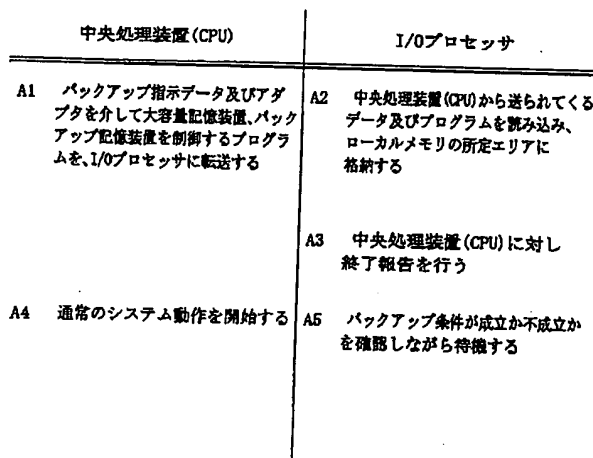 中央処理装置(CPU)
I/Oプロセッサ
A1 バックアップ指示データ及びアダ
プタを介して大容量記憶装置、バック
アップ記憶装置を制御するプログラ
ムを、I/Oプロセッサに転送する
A2 中央処理装置(CPU)から送られてくる
データ及びプログラムを読み込み、
ローカルメモリの所定エリアに
格納する
A3 中央処理装置(CPU)に対し
終了報告を行う
A4 通常のシステム動作を開始する
A5 バックアップ条件が成立か不成立か
を確認しながら待機する